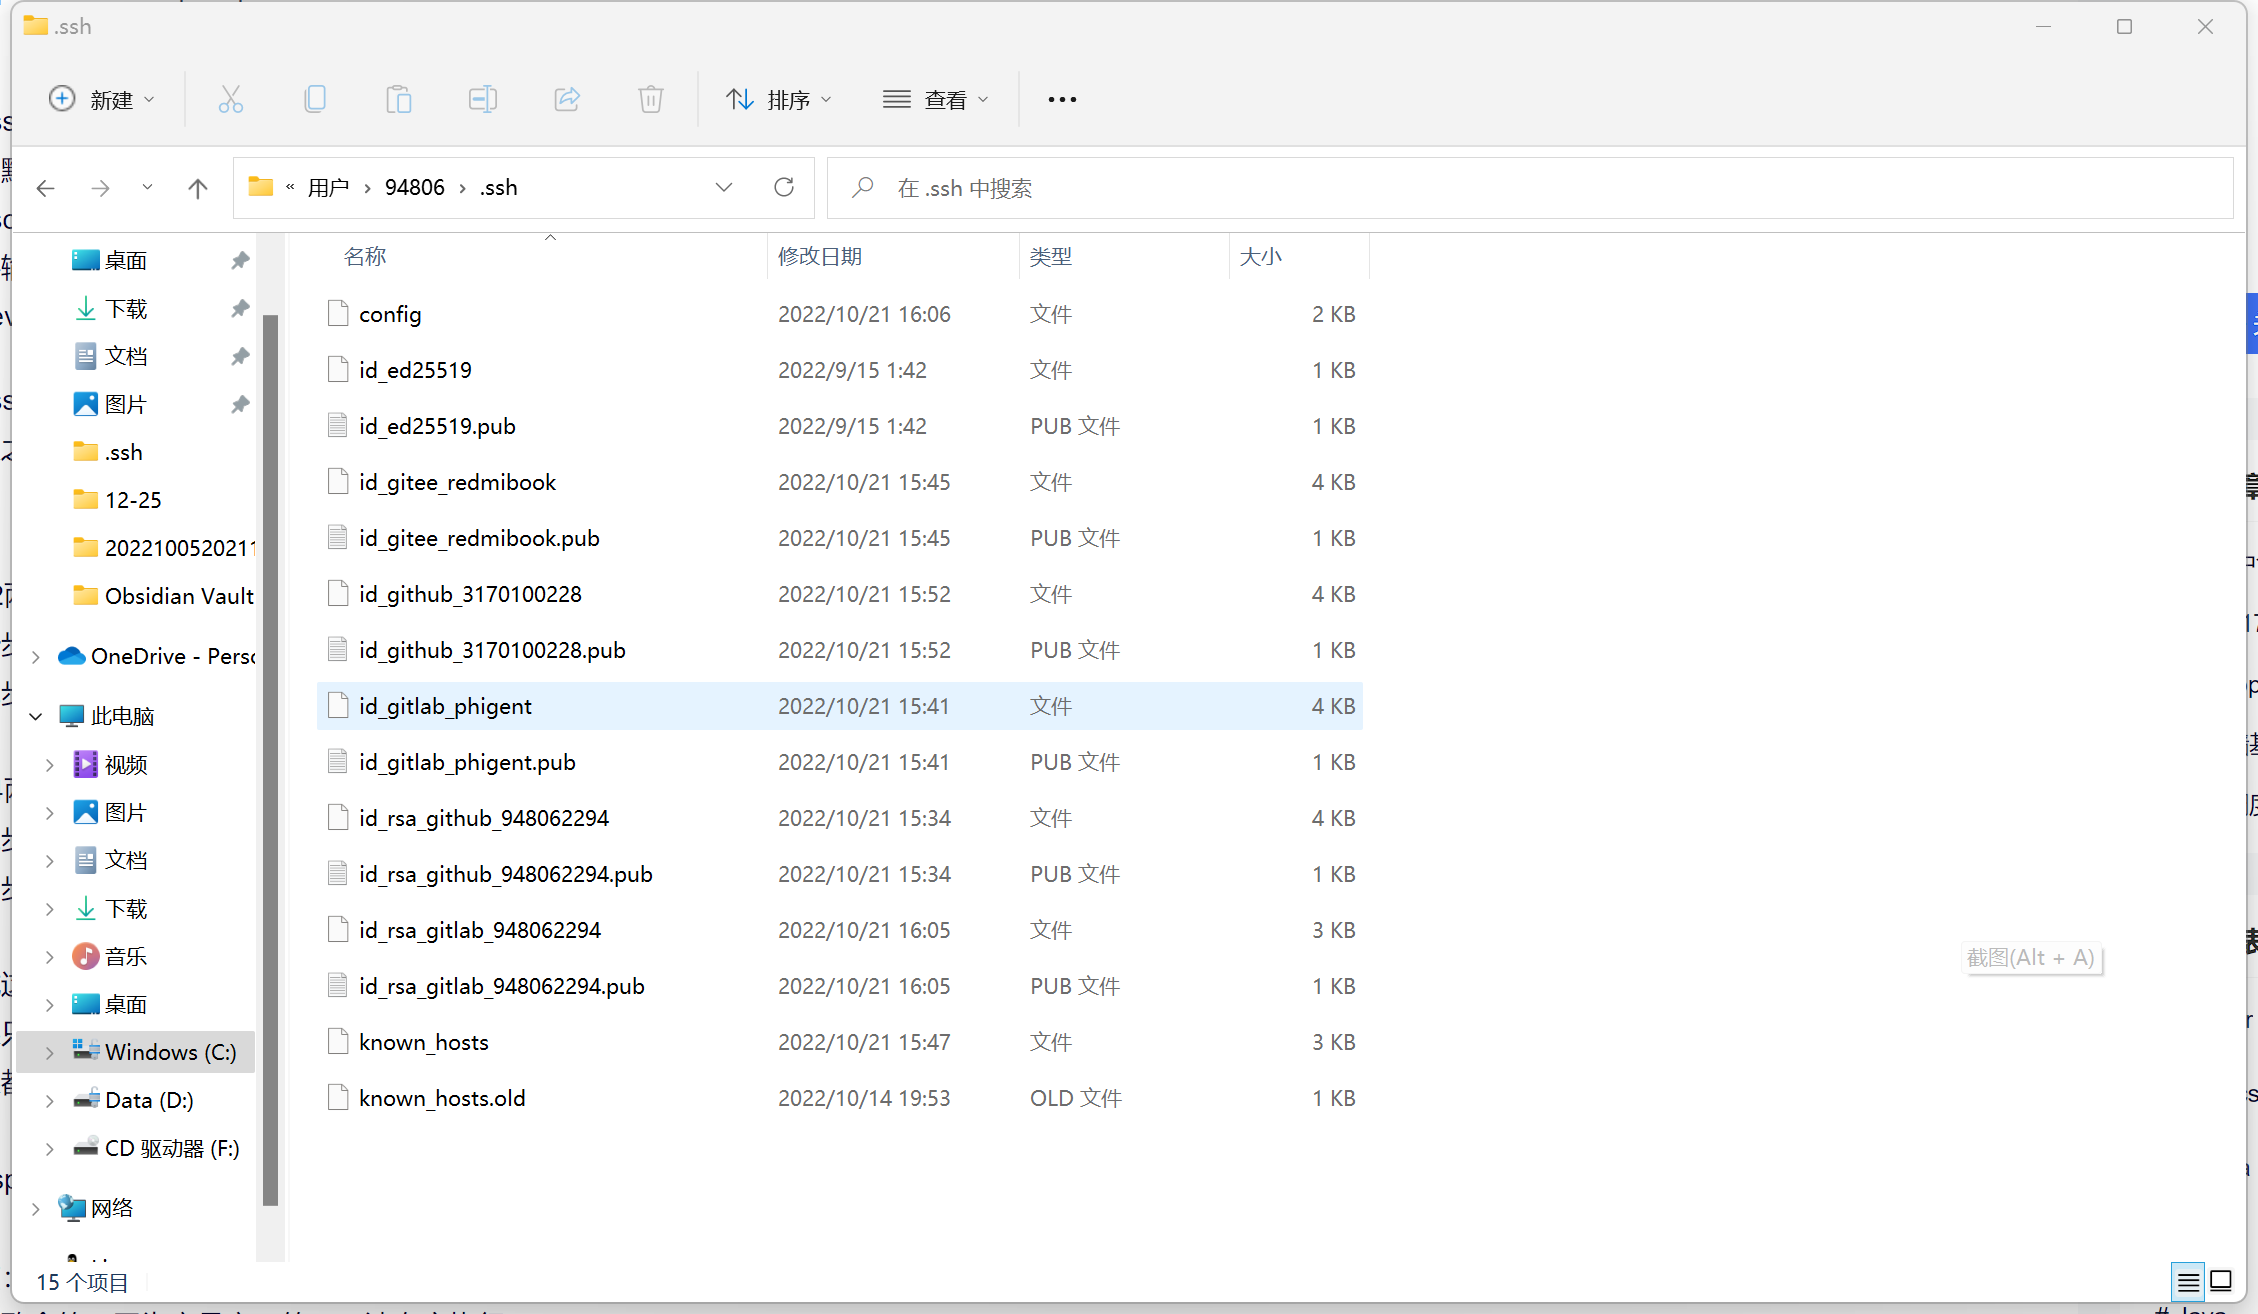 .ssh
新建
排序
查看
« 用户 › 94806 › .ssh
在 .ssh 中搜索
桌面
下载
文档
图片
.ssh
12-25
202210052021
Obsidian Vault
OneDrive - Pers
此电脑
视频
图片
文档
下载
音乐
桌面
Windows (C:)
Data (D:)
CD 驱动器 (F:)
网络
名称 修改日期 类型 大小
config 2022/10/21 16:06 文件 2 KB
id_ed25519 2022/9/15 1:42 文件 1 KB
id_ed25519.pub 2022/9/15 1:42 PUB 文件 1 KB
id_gitee_redmibook 2022/10/21 15:45 文件 4 KB
id_gitee_redmibook.pub 2022/10/21 15:45 PUB 文件 1 KB
id_github_3170100228 2022/10/21 15:52 文件 4 KB
id_github_3170100228.pub 2022/10/21 15:52 PUB 文件 1 KB
id_gitlab_phigent 2022/10/21 15:41 文件 4 KB
id_gitlab_phigent.pub 2022/10/21 15:41 PUB 文件 1 KB
id_rsa_github_948062294 2022/10/21 15:34 文件 4 KB
id_rsa_github_948062294.pub 2022/10/21 15:34 PUB 文件 1 KB
id_rsa_gitlab_948062294 2022/10/21 16:05 文件 3 KB
id_rsa_gitlab_948062294.pub 2022/10/21 16:05 PUB 文件 1 KB
known_hosts 2022/10/21 15:47 文件 3 KB
known_hosts.old 2022/10/14 19:53 OLD 文件 1 KB
截图(Alt + A)
15 个项目